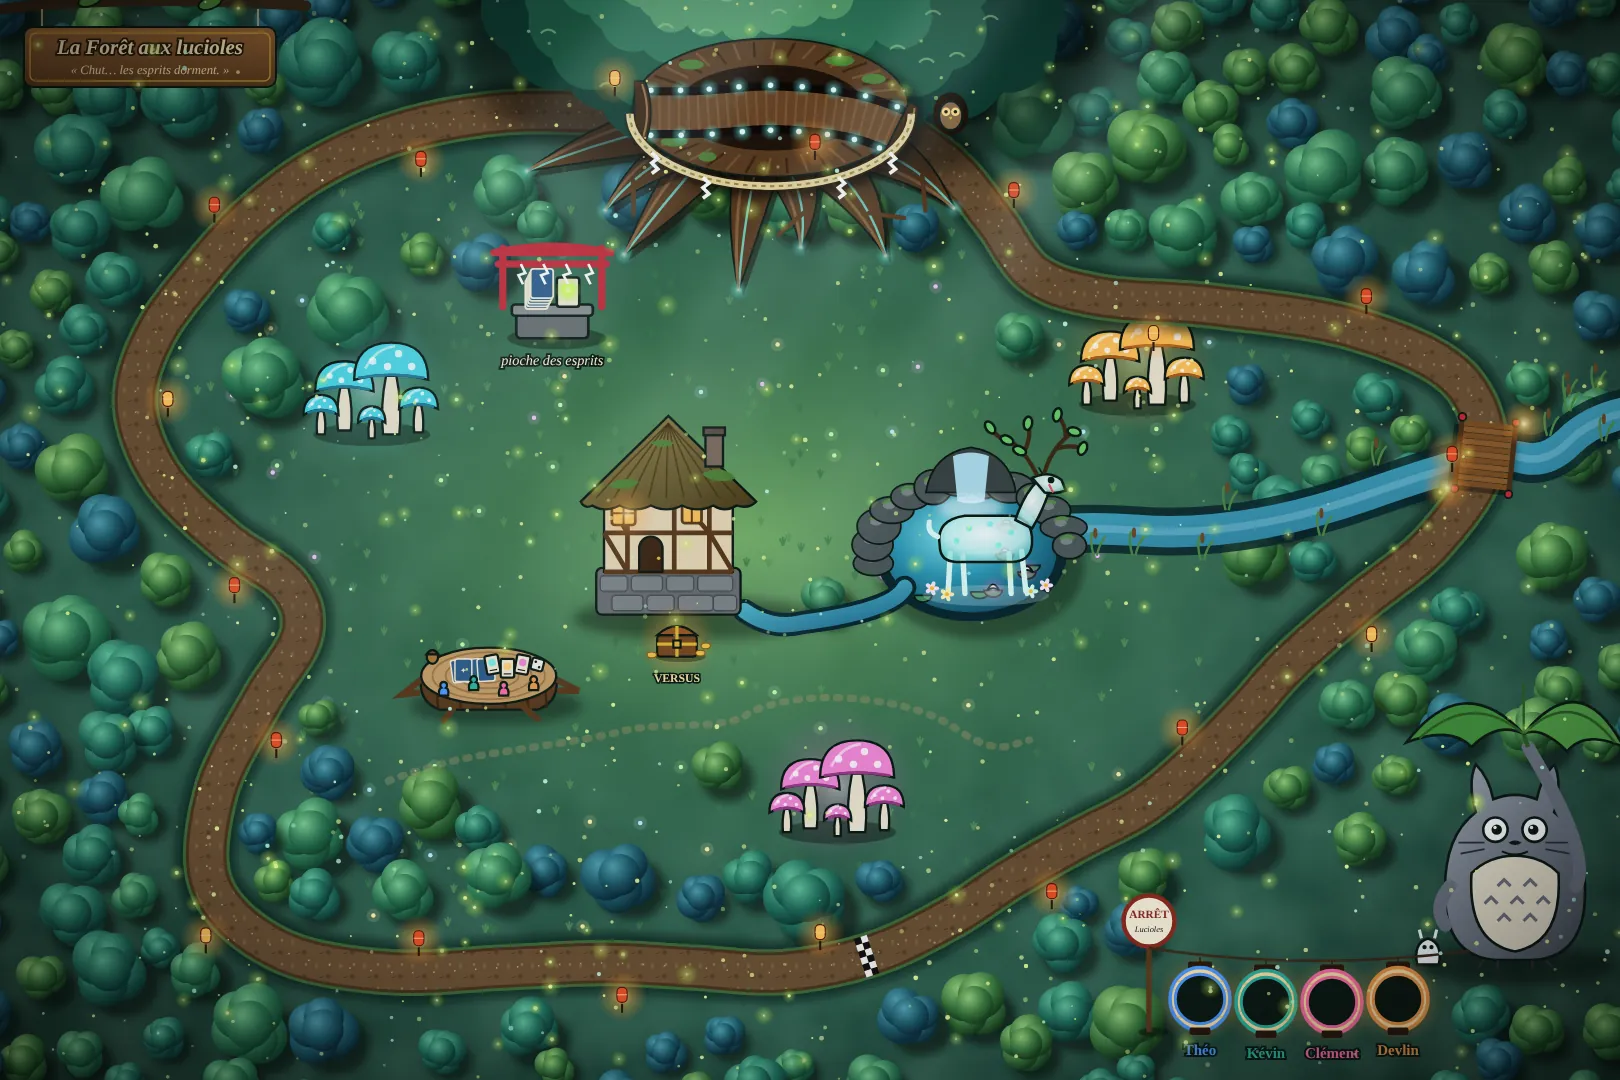 La Forêt aux lucioles
« Chut… les esprits dorment. »
pioche des esprits
VERSUS
ARRÊT
Lucioles
Théo
Kévin
Clément
Devlin